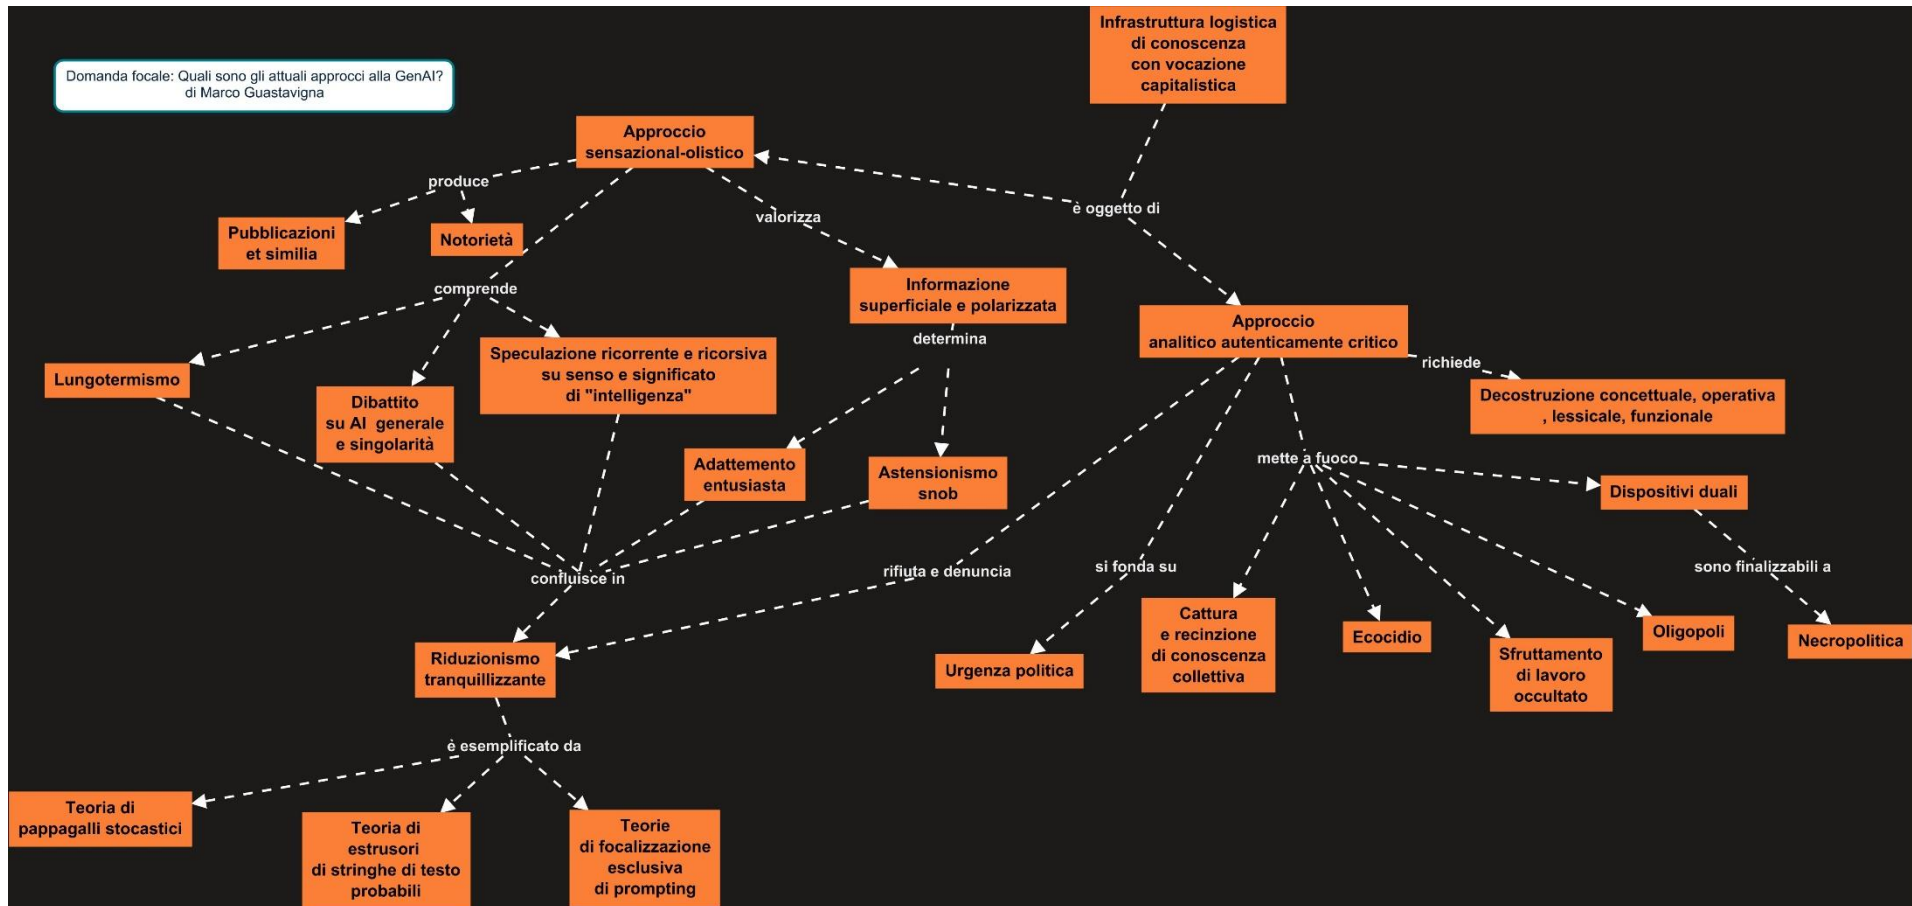 Infrastruttura logistica
di conoscenza
con vocazione
capitalistica
Domanda focale: Quali sono gli attuali approcci alla GenAI?
di Marco Guastavigna
Approccio
sensazional-olistico
produce
valorizza
è oggetto di
Pubblicazioni
et similia
Notorietà
comprende
Informazione
superficiale e polarizzata
determina
Approccio
analitico autenticamente critico
richiede
Decostruzione concettuale, operativa
, lessicale, funzionale
Lungotermismo
Dibattito
su AI  generale
e singolarità
Speculazione ricorrente e ricorsiva
su senso e significato
di "intelligenza"
Adattemento
entusiasta
Astensionismo
snob
mette a fuoco
Dispositivi duali
confluisce in
rifiuta e denuncia
si fonda su
sono finalizzabili a
Riduzionismo
tranquillizzante
Urgenza politica
Cattura
e recinzione
di conoscenza
collettiva
Ecocidio
Sfruttamento
di lavoro
occultato
Oligopoli
Necropolitica
è esemplificato da
Teoria di
pappagalli stocastici
Teoria di
estrusori
di stringhe di testo
probabili
Teorie
di focalizzazione
esclusiva
di prompting